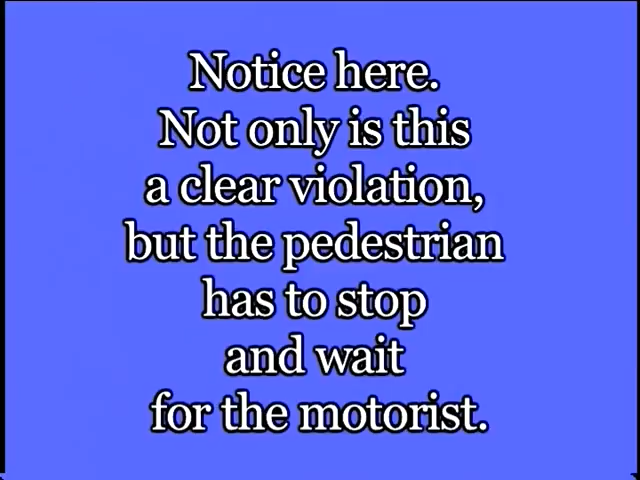 Notice here.
Not only is this
a clear violation,
but the pedestrian
has to stop
and wait
for the motorist.